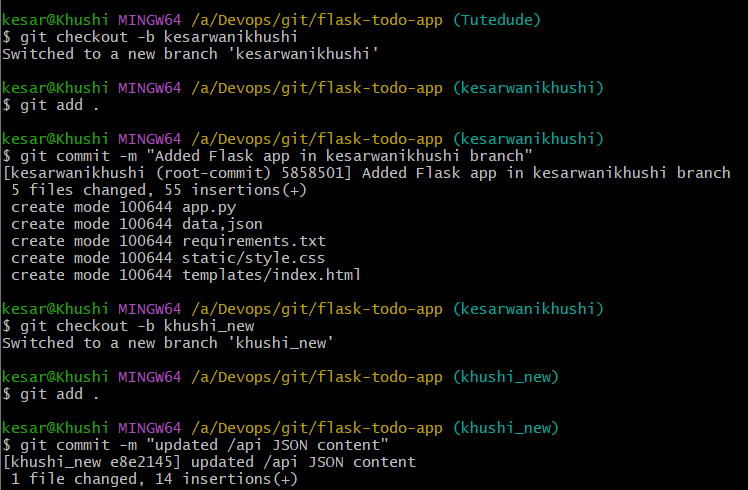 kesar@Khushi MINGW64 /a/Devops/git/flask-todo-app (Tutedude)
$ git checkout -b kesarwanikhushi
Switched to a new branch 'kesarwanikhushi'
kesar@Khushi MINGW64 /a/Devops/git/flask-todo-app (kesarwanikhushi)
$ git add .
kesar@Khushi MINGW64 /a/Devops/git/flask-todo-app (kesarwanikhushi)
$ git commit -m "Added Flask app in kesarwanikhushi branch"
[kesarwanikhushi (root-commit) 5858501] Added Flask app in kesarwanikhushi branch
 5 files changed, 55 insertions(+)
 create mode 100644 app.py
 create mode 100644 data,json
 create mode 100644 requirements.txt
 create mode 100644 static/style.css
 create mode 100644 templates/index.html
kesar@Khushi MINGW64 /a/Devops/git/flask-todo-app (kesarwanikhushi)
$ git checkout -b khushi_new
Switched to a new branch 'khushi_new'
kesar@Khushi MINGW64 /a/Devops/git/flask-todo-app (khushi_new)
$ git add .
kesar@Khushi MINGW64 /a/Devops/git/flask-todo-app (khushi_new)
$ git commit -m "updated /api JSON content"
[khushi_new e8e2145] updated /api JSON content
 1 file changed, 14 insertions(+)